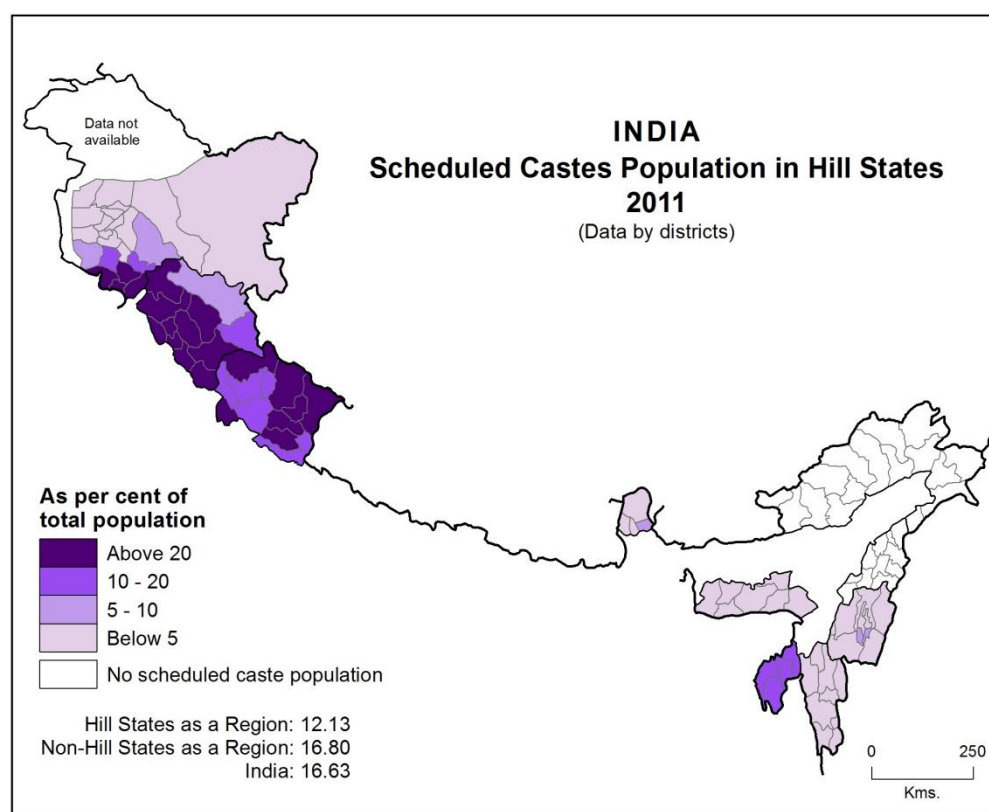 Data not
available
INDIA
Scheduled Castes Population in Hill States
2011
(Data by districts)
As per cent of
total population
Above 20
10 - 20
5 - 10
Below 5
No scheduled caste population
Hill States as a Region: 12.13
Non-Hill States as a Region: 16.80
India: 16.63
0 250
Kms.